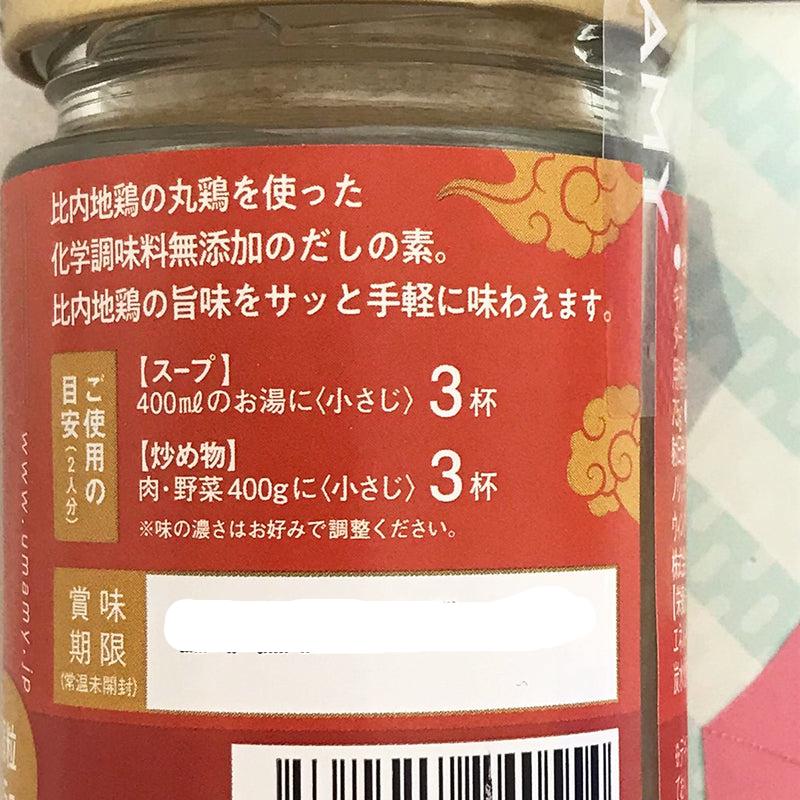 比内地鶏の丸鶏を使った
化学調味料無添加のだしの素。
比内地鶏の旨味をサッと手軽に味わえます。
ご使用の
目安(2人分)
【スープ】
400mlのお湯に〈小さじ〉3杯
【炒め物】
肉・野菜400gに〈小さじ〉3杯
※味の濃さはお好みで調整ください。
賞味
期限
(常温未開封)
www.umamy.jp
AMY